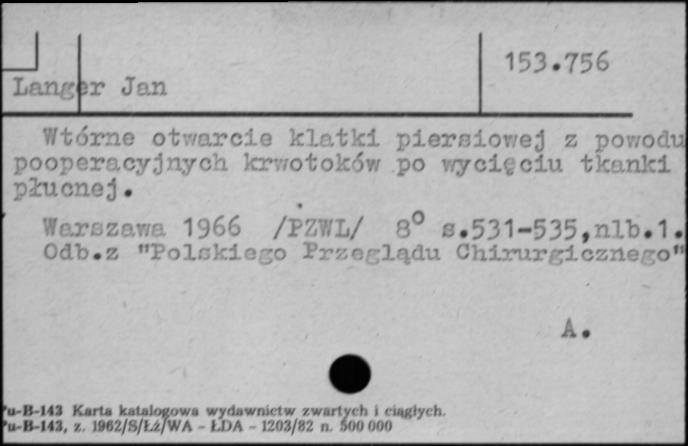 153.756
Langer Jan
Wtórne otwarcie klatki piersiowej z powodu
pooperacyjnych krwotoków po wycięciu tkanki
płucnej.
Warszawa 1966 /PZWL/ 8° s.531-535,nlb.1.
Odb.z "Polskiego Przeglądu Chirurgicznego"
A.
u-B-143 Karta katalogowa wydawnictw zwartych i ciągłych.
u-B-143, z. 1962/S/Łż/WA - ŁDA - 1203/82 n. 500 000